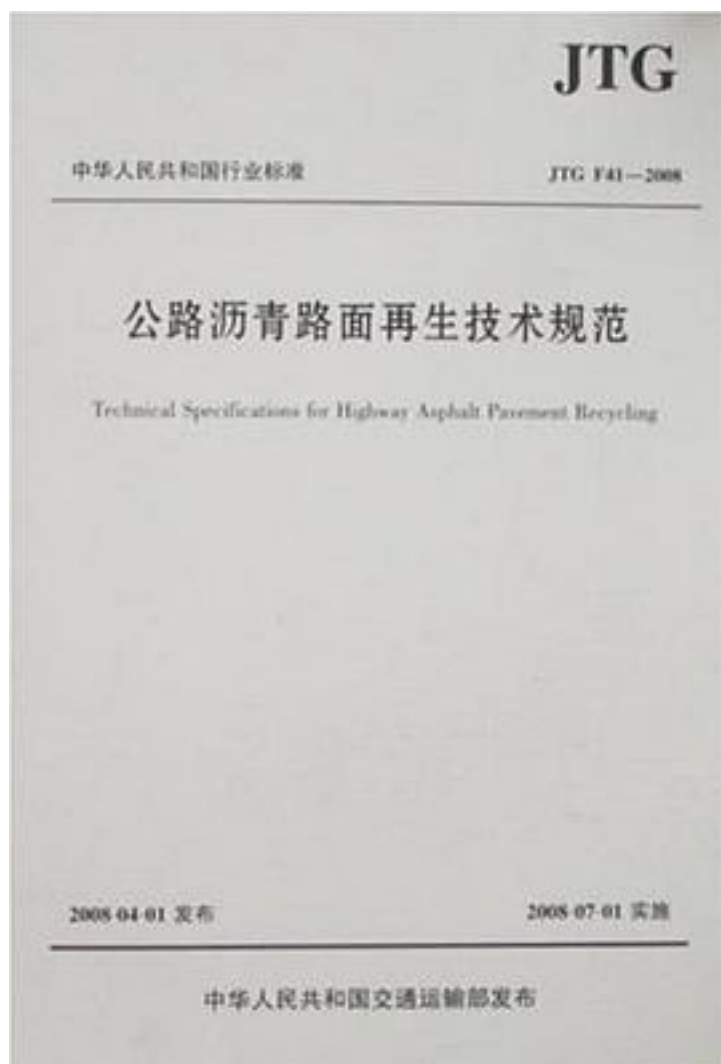 JTG
中华人民共和国行业标准 JTG F41—2008
公路沥青路面再生技术规范
Technical Specifications for Highway Asphalt Pavement Recycling
2008-04-01 发布 2008-07-01 实施
中华人民共和国交通运输部发布